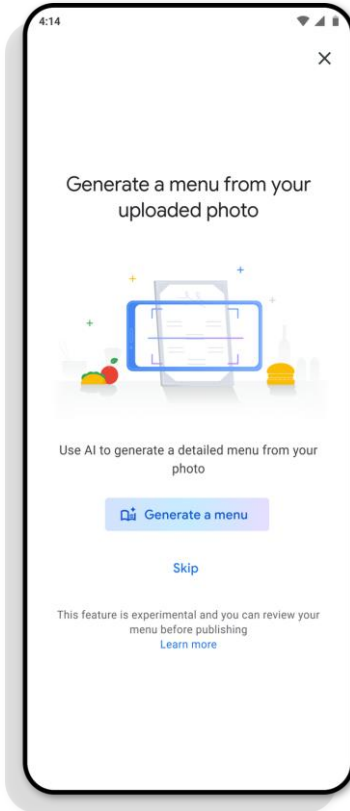 4:14
Generate a menu from your
uploaded photo
Use AI to generate a detailed menu from your
photo
Generate a menu
Skip
This feature is experimental and you can review your
menu before publishing
Learn more